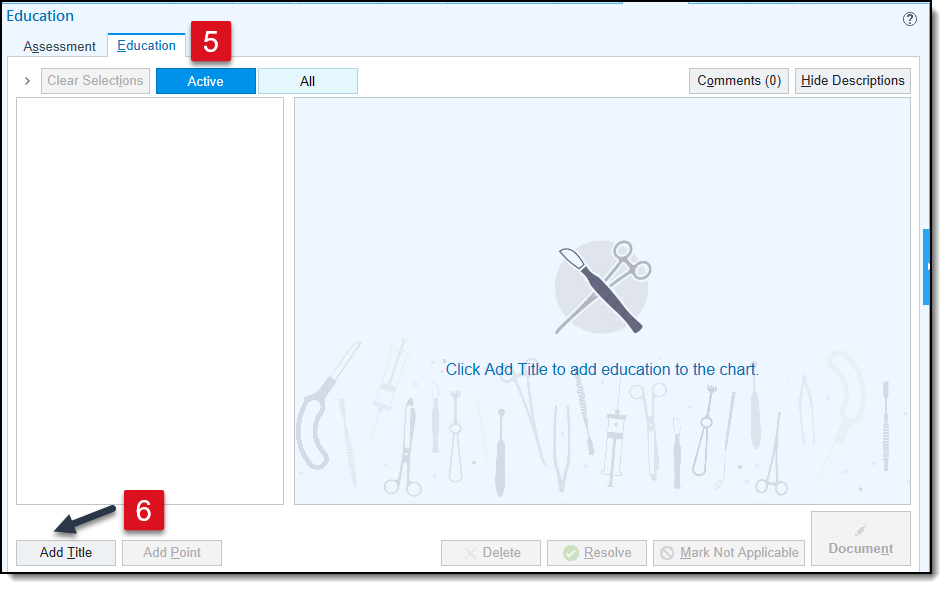 Education
Assessment
Education
5
Clear Selections
Active
All
Comments (0)
Hide Descriptions
Click Add Title to add education to the chart.
6
Add Title
Add Point
Delete
Resolve
Mark Not Applicable
Document